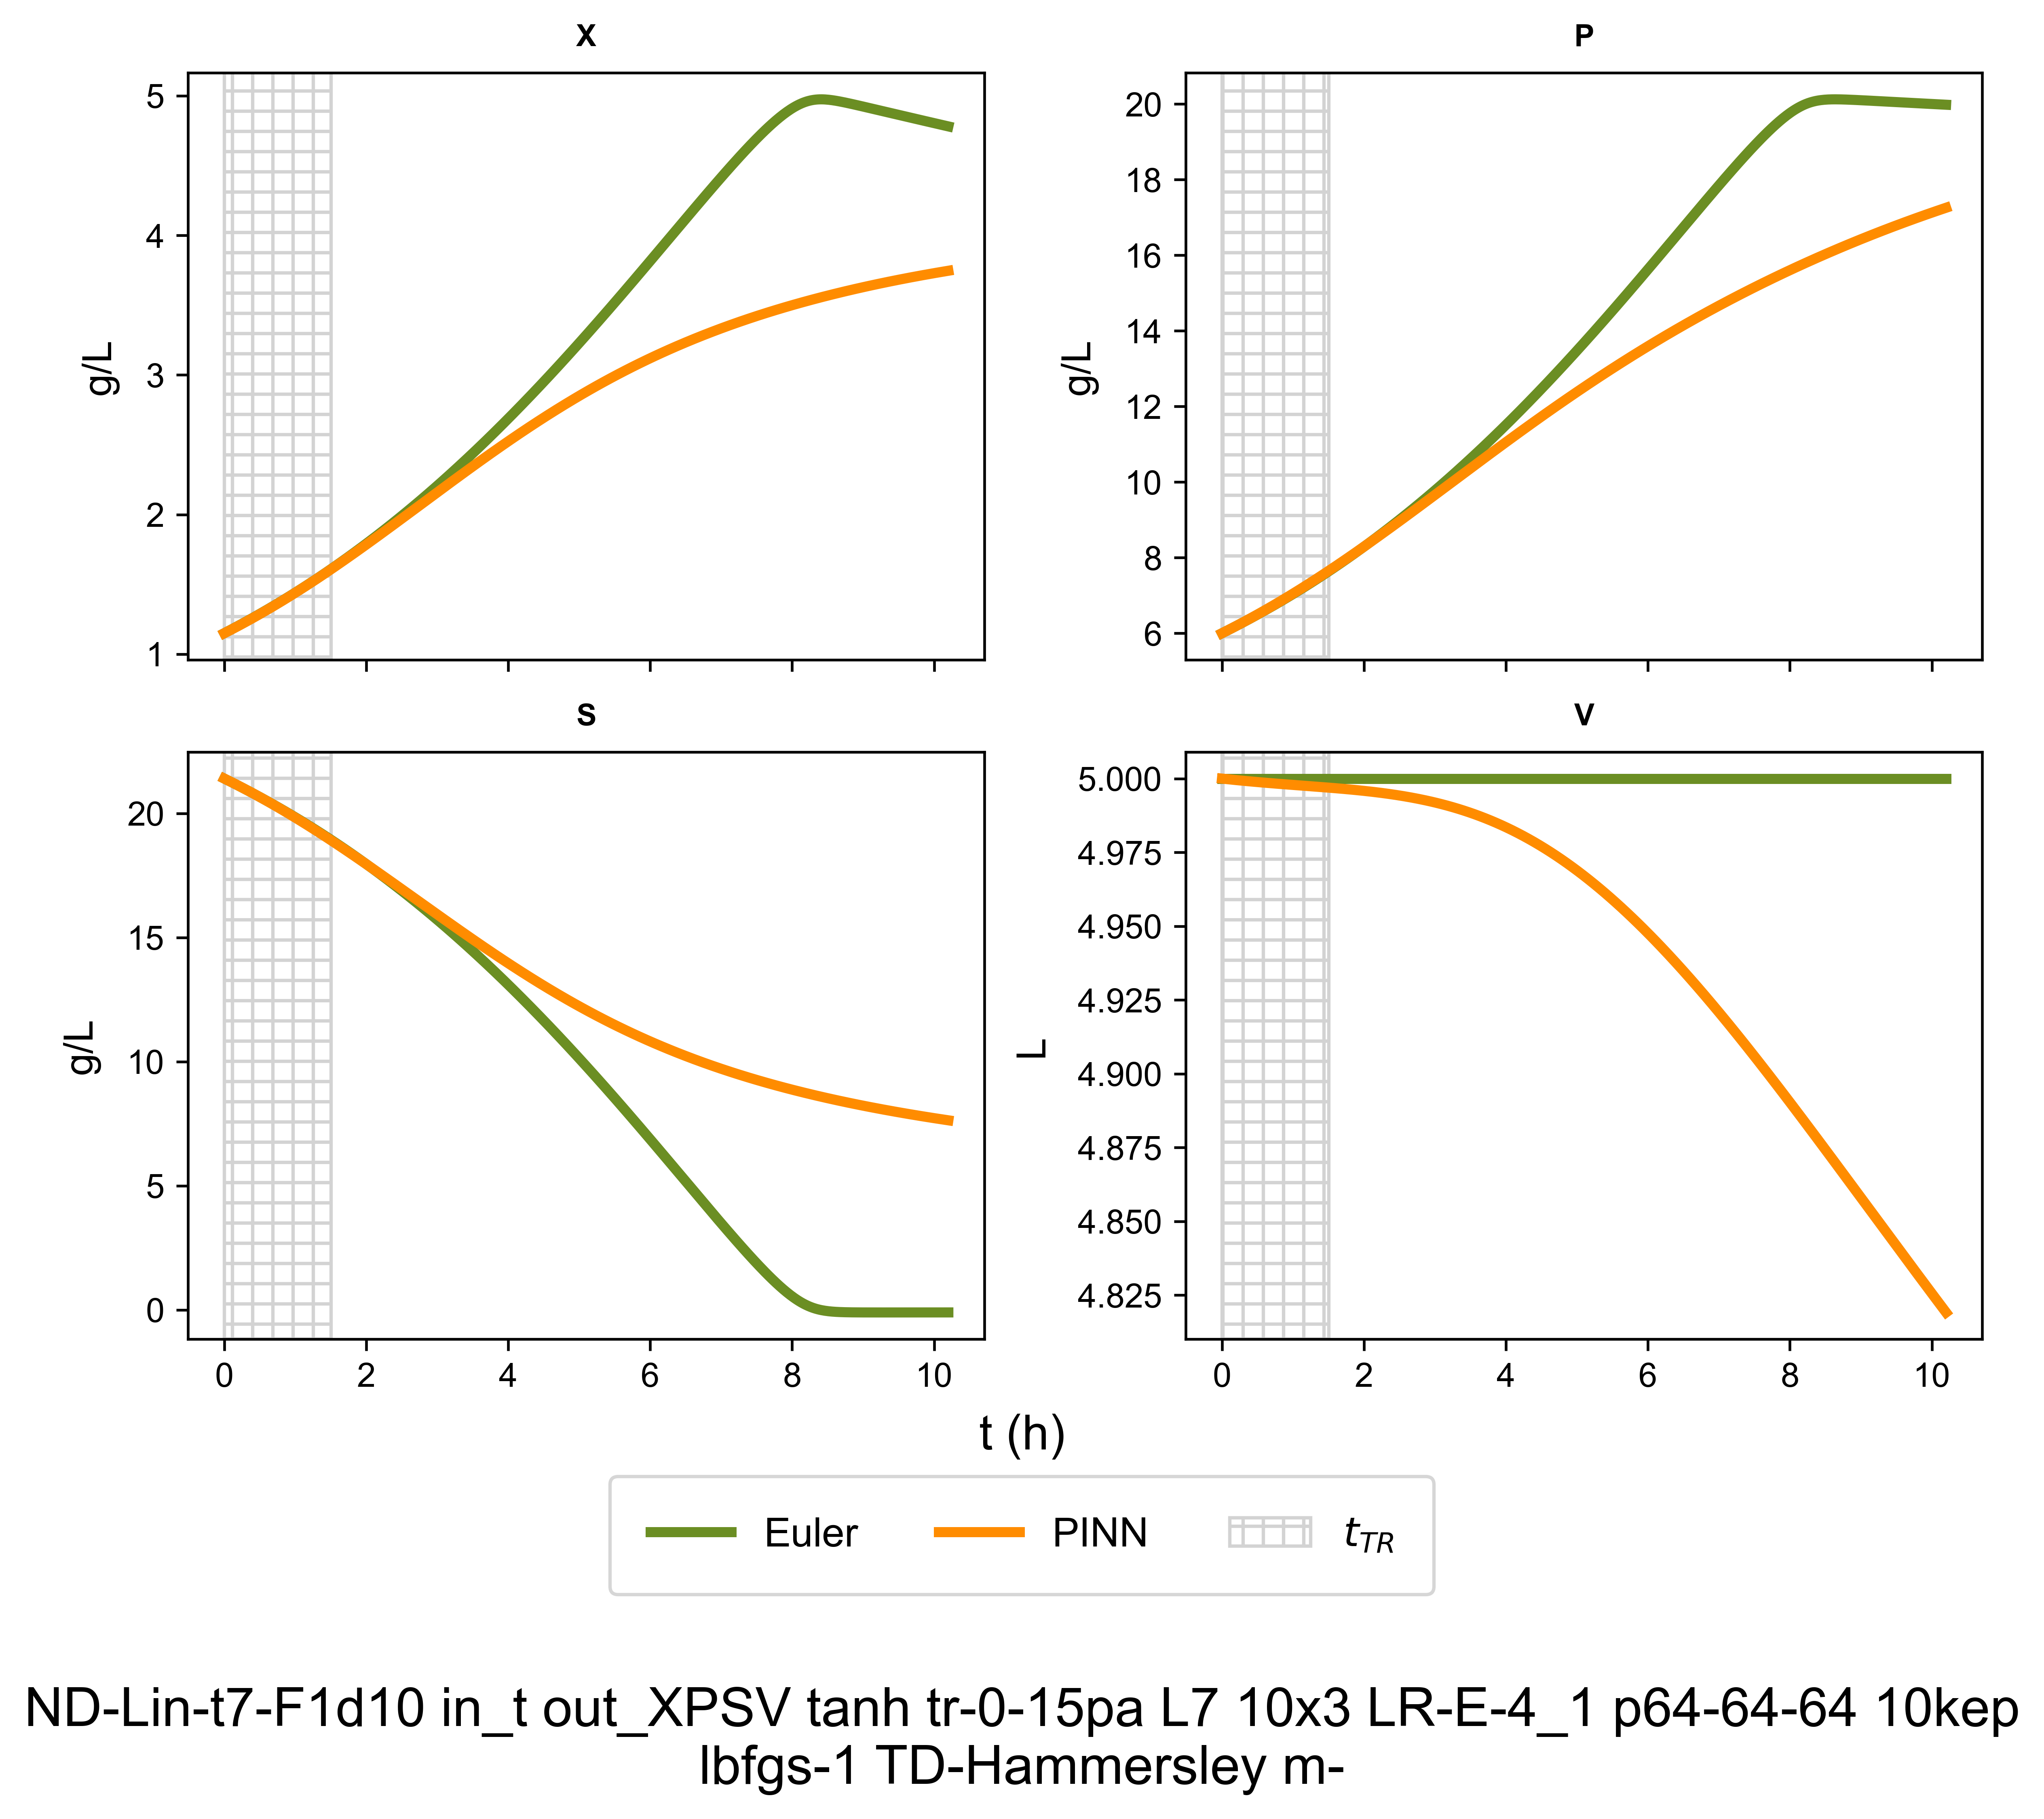 X
P
5
4
3
2
1
g/L
20
18
16
14
12
10
8
6
g/L
S
V
20
15
10
5
0
g/L
0 2 4 6 8 10
5.000
4.975
4.950
4.925
4.900
4.875
4.850
4.825
L
0 2 4 6 8 10
t (h)
Euler PINN t_TR
ND-Lin-t7-F1d10 in_t out_XPSV tanh tr-0-15pa L7 10x3 LR-E-4_1 p64-64-64 10kep
lbfgs-1 TD-Hammersley m-